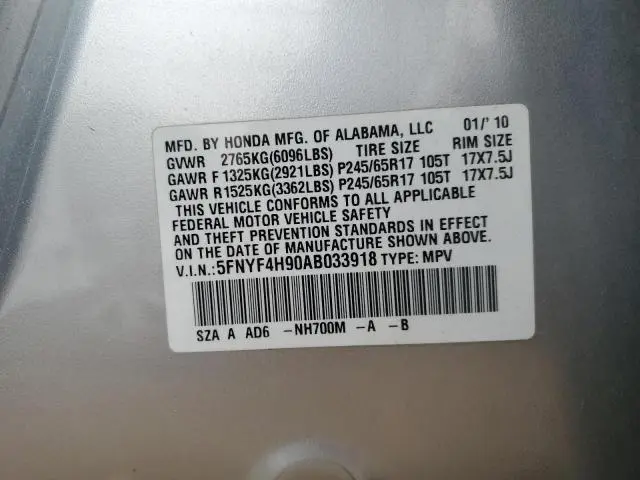 MFD. BY HONDA MFG. OF ALABAMA, LLC 01/'10
GVWR 2765KG(6096LBS) TIRE SIZE RIM SIZE
GAWR F 1325KG(2921LBS) P245/65R17 105T 17X7.5J
GAWR R 1525KG(3362LBS) P245/65R17 105T 17X7.5J
THIS VEHICLE CONFORMS TO ALL APPLICABLE
FEDERAL MOTOR VEHICLE SAFETY
AND THEFT PREVENTION STANDARDS IN EFFECT
ON THE DATE OF MANUFACTURE SHOWN ABOVE.
V.I.N.:5FNYF4H90AB033918 TYPE: MPV
SZA A AD6 -NH700M -A -B